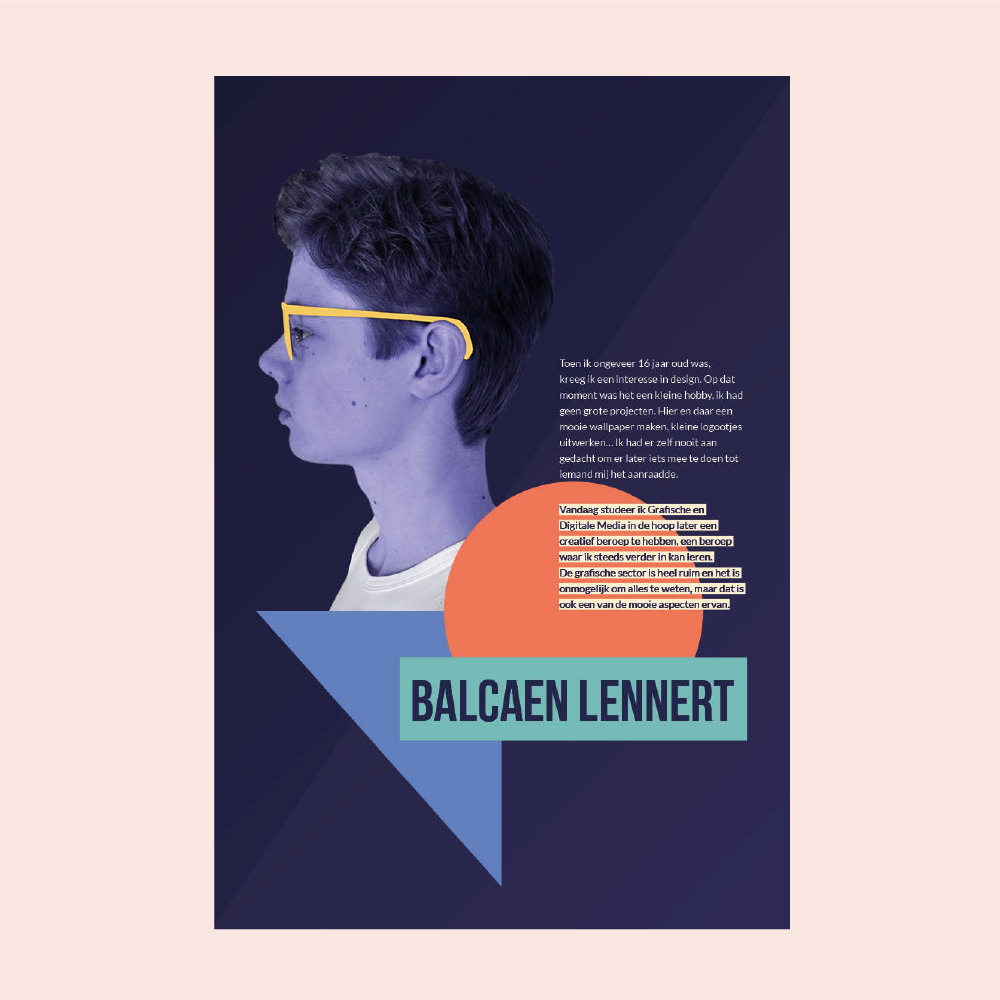 Toen ik ongeveer 16 jaar oud was,
kreeg ik een interesse in design. Op dat
moment was het een kleine hobby, ik had
geen grote projecten. Hier en daar een
mooie wallpaper maken, kleine logootjes
uitwerken... Ik had er zelf nooit aan
gedacht om er later iets mee te doen tot
iemand mij het aanraadde.
Vandaag studeer ik Grafische en
Digitale Media in de hoop later een
creatief beroep te hebben, een beroep
waar ik steeds verder in kan leren.
De grafische sector is heel ruim en het is
onmogelijk om alles te weten, maar dat is
ook een van de mooie aspecten ervan.
BALCAEN LENNERT